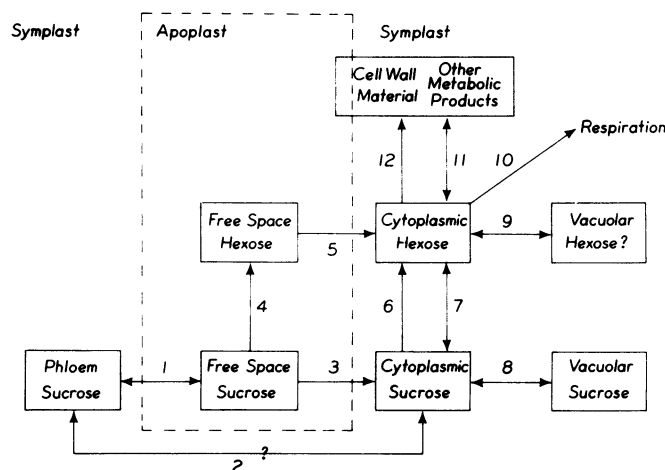 Symplast
Apoplast
Symplast
Cell Wall
Material
Other
Metabolic
Products
Respiration
12
11
10
Free Space
Hexose
5
Cytoplasmic
Hexose
9
Vacuolar
Hexose?
4
6
7
Phloem
Sucrose
1
Free Space
Sucrose
3
Cytoplasmic
Sucrose
8
Vacuolar
Sucrose
?
2